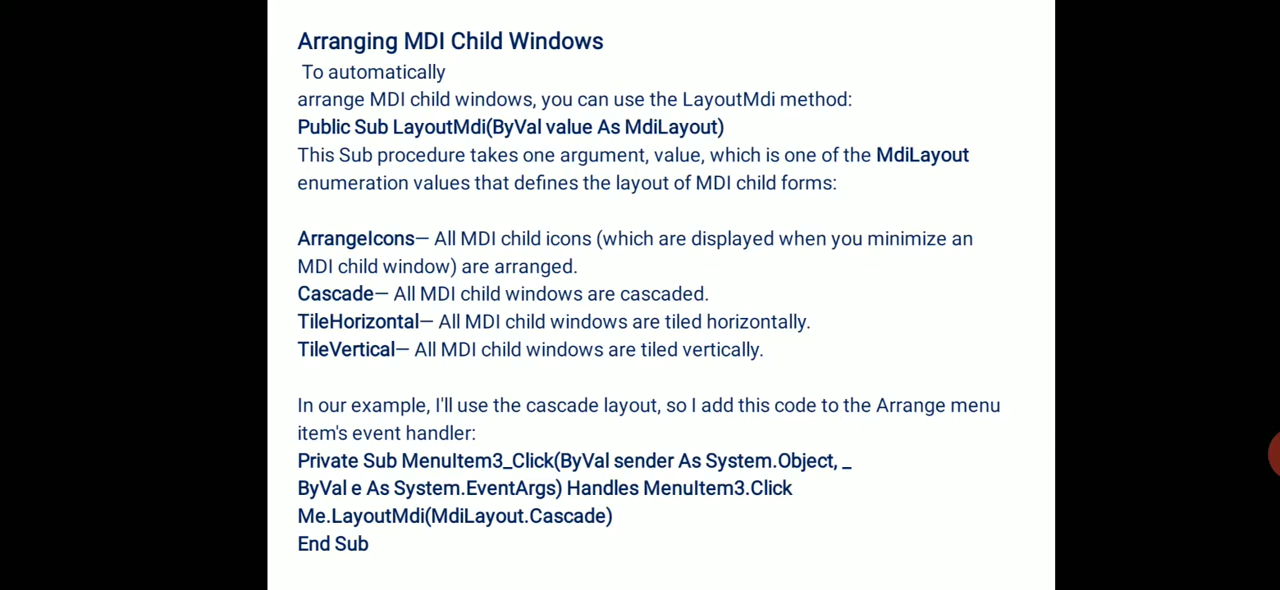 Arranging MDI Child Windows
To automatically
arrange MDI child windows, you can use the LayoutMdi method:
Public Sub LayoutMdi(ByVal value As MdiLayout)
This Sub procedure takes one argument, value, which is one of the MdiLayout
enumeration values that defines the layout of MDI child forms:
ArrangeIcons— All MDI child icons (which are displayed when you minimize an
MDI child window) are arranged.
Cascade— All MDI child windows are cascaded.
TileHorizontal— All MDI child windows are tiled horizontally.
TileVertical— All MDI child windows are tiled vertically.
In our example, I'll use the cascade layout, so I add this code to the Arrange menu
item's event handler:
Private Sub MenuItem3_Click(ByVal sender As System.Object, _
ByVal e As System.EventArgs) Handles MenuItem3.Click
Me.LayoutMdi(MdiLayout.Cascade)
End Sub